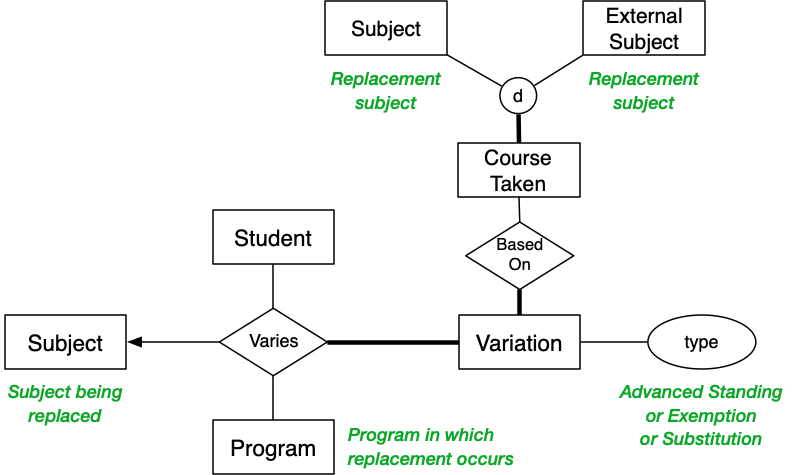 Subject
External
Subject
Replacement
subject
Replacement
subject
d
Course
Taken
Student
Based
On
Subject
Varies
Variation
type
Subject being
replaced
Advanced Standing
or Exemption
or Substitution
Program
Program in which
replacement occurs